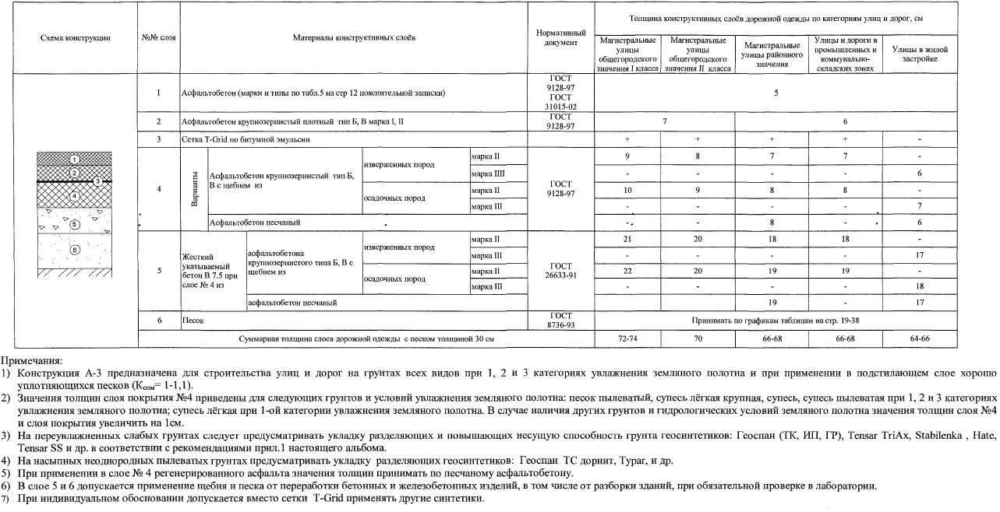 Схема конструкции
№№ слоя
Материалы конструктивных слоёв
Нормативный
документ
Толщина конструктивных слоёв дорожной одежды по категориям улиц и дорог, см
Магистральные
улицы
общегородского
значения I класса
Магистральные
улицы
общегородского
значения II класса
Магистральные
улицы районного
значения
Улицы и дороги в
промышленных и
коммунально-
складских зонах
Улицы в жилой
застройке
1
2
3
4
5
6
1
Асфальтобетон (марки и типы по табл.5 на стр 12 пояснительной записки)
ГОСТ
9128-97
ГОСТ
31015-02
5
2
Асфальтобетон крупнозернистый плотный тип Б, В марка I, II
ГОСТ
9128-97
7
6
3
Сетка T-Grid по битумной эмульсии
+ + + + -
4
Варианты
Асфальтобетон крупнозернистый тип Б,
В с щебнем из
изверженных пород
марка II
9 8 7 7 -
марка III
- - - - 6
осадочных пород
марка II
10 9 8 8 -
марка III
- - - - 7
Асфальтобетон песчаный
- - 8 - 6
ГОСТ
9128-97
5
Жесткий
укатываемый
бетон В 7.5 при
слое № 4 из
асфальтобетона
крупнозернистого типа Б, В с
щебнем из
изверженных пород
марка II
21 20 18 18 -
марка III
- - - - 17
осадочных пород
марка II
22 20 19 19 -
марка III
- - - - 18
асфальтобетон песчаный
19 - 17
ГОСТ
26633-91
6
Песок
ГОСТ
8736-93
Принимать по графикам таблицам на стр. 19-38
Суммарная толщина слоев дорожной одежды с песком толщиной 30 см
72-74 70 66-68 66-68 64-66
Примечания:
1) Конструкция А-3 предназначена для строительства улиц и дорог на грунтах всех видов при 1, 2 и 3 категориях увлажнения земляного полотна и при применении в подстилающем слое хорошо
уплотняющихся песков (Ксом= 1-1,1).
2) Значения толщин слоя покрытия №4 приведены для следующих грунтов и условий увлажнения земляного полотна: песок пылеватый, супесь лёгкая крупная, супесь, супесь пылеватая при 1, 2 и 3 категориях
увлажнения земляного полотна; супесь лёгкая при 1-ой категории увлажнения земляного полотна. В случае наличия других грунтов и гидрологических условий земляного полотна значения толщин слоя №4
и слоя покрытия увеличить на 1см.
3) На переувлажненных слабых грунтах следует предусматривать укладку разделяющих и повышающих несущую способность грунта геосинтетиков: Геоспан (ТК, ИП, ГР), Tensar TriAx, Stabilenka , Hate,
Tensar SS и др. в соответствии с рекомендациями прил.1 настоящего альбома.
4) На насыпных неоднородных пылеватых грунтах предусматривать укладку разделяющих геосинтетиков: Геоспан ТС дорнит, Typar, и др.
5) При применении в слое № 4 регенерированного асфальта значения толщин принимать по песчаному асфальтобетону.
6) В слое 5 и 6 допускается применение щебня и песка от переработки бетонных и железобетонных изделий, в том числе от разборки зданий, при обязательной проверке в лаборатории.
7) При индивидуальном обосновании допускается вместо сетки T-Grid применять другие синтетики.